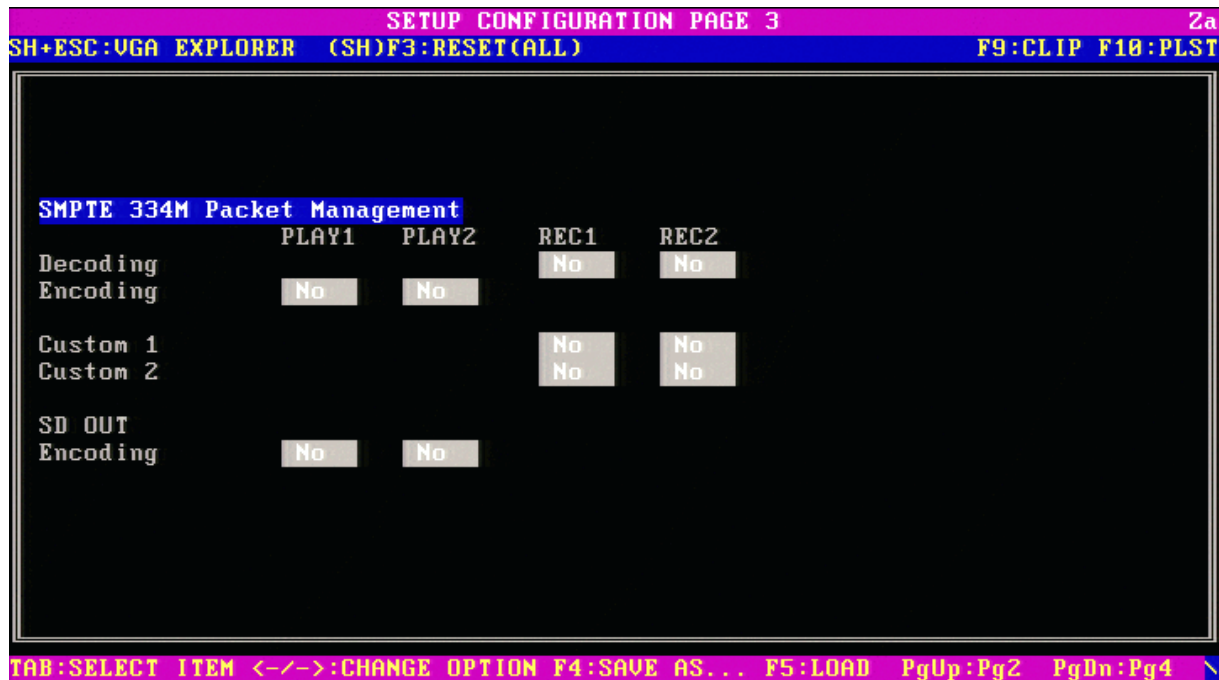 SETUP CONFIGURATION PAGE 3 Za
SH+ESC:VGA EXPLORER (SH)F3:RESET(ALL) F9:CLIP F10:PLST
SMPTE 334M Packet Management
PLAY1 PLAY2 REC1 REC2
Decoding No No
Encoding No No
Custom 1 No No
Custom 2 No No
SD OUT
Encoding No No
TAB:SELECT ITEM <-/->:CHANGE OPTION F4:SAVE AS... F5:LOAD PgUp:Pg2 PgDn:Pg4 \